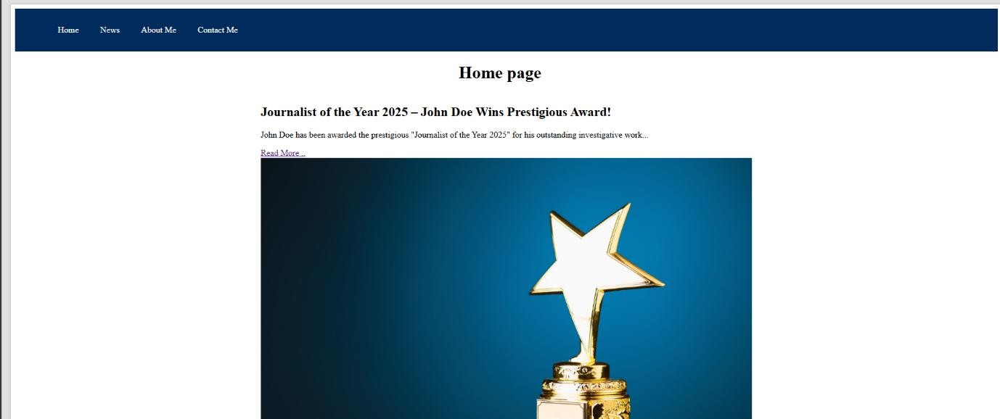 Home News About Me Contact Me
Home page
Journalist of the Year 2025 – John Doe Wins Prestigious Award!
John Doe has been awarded the prestigious "Journalist of the Year 2025" for his outstanding investigative work...
Read More ..